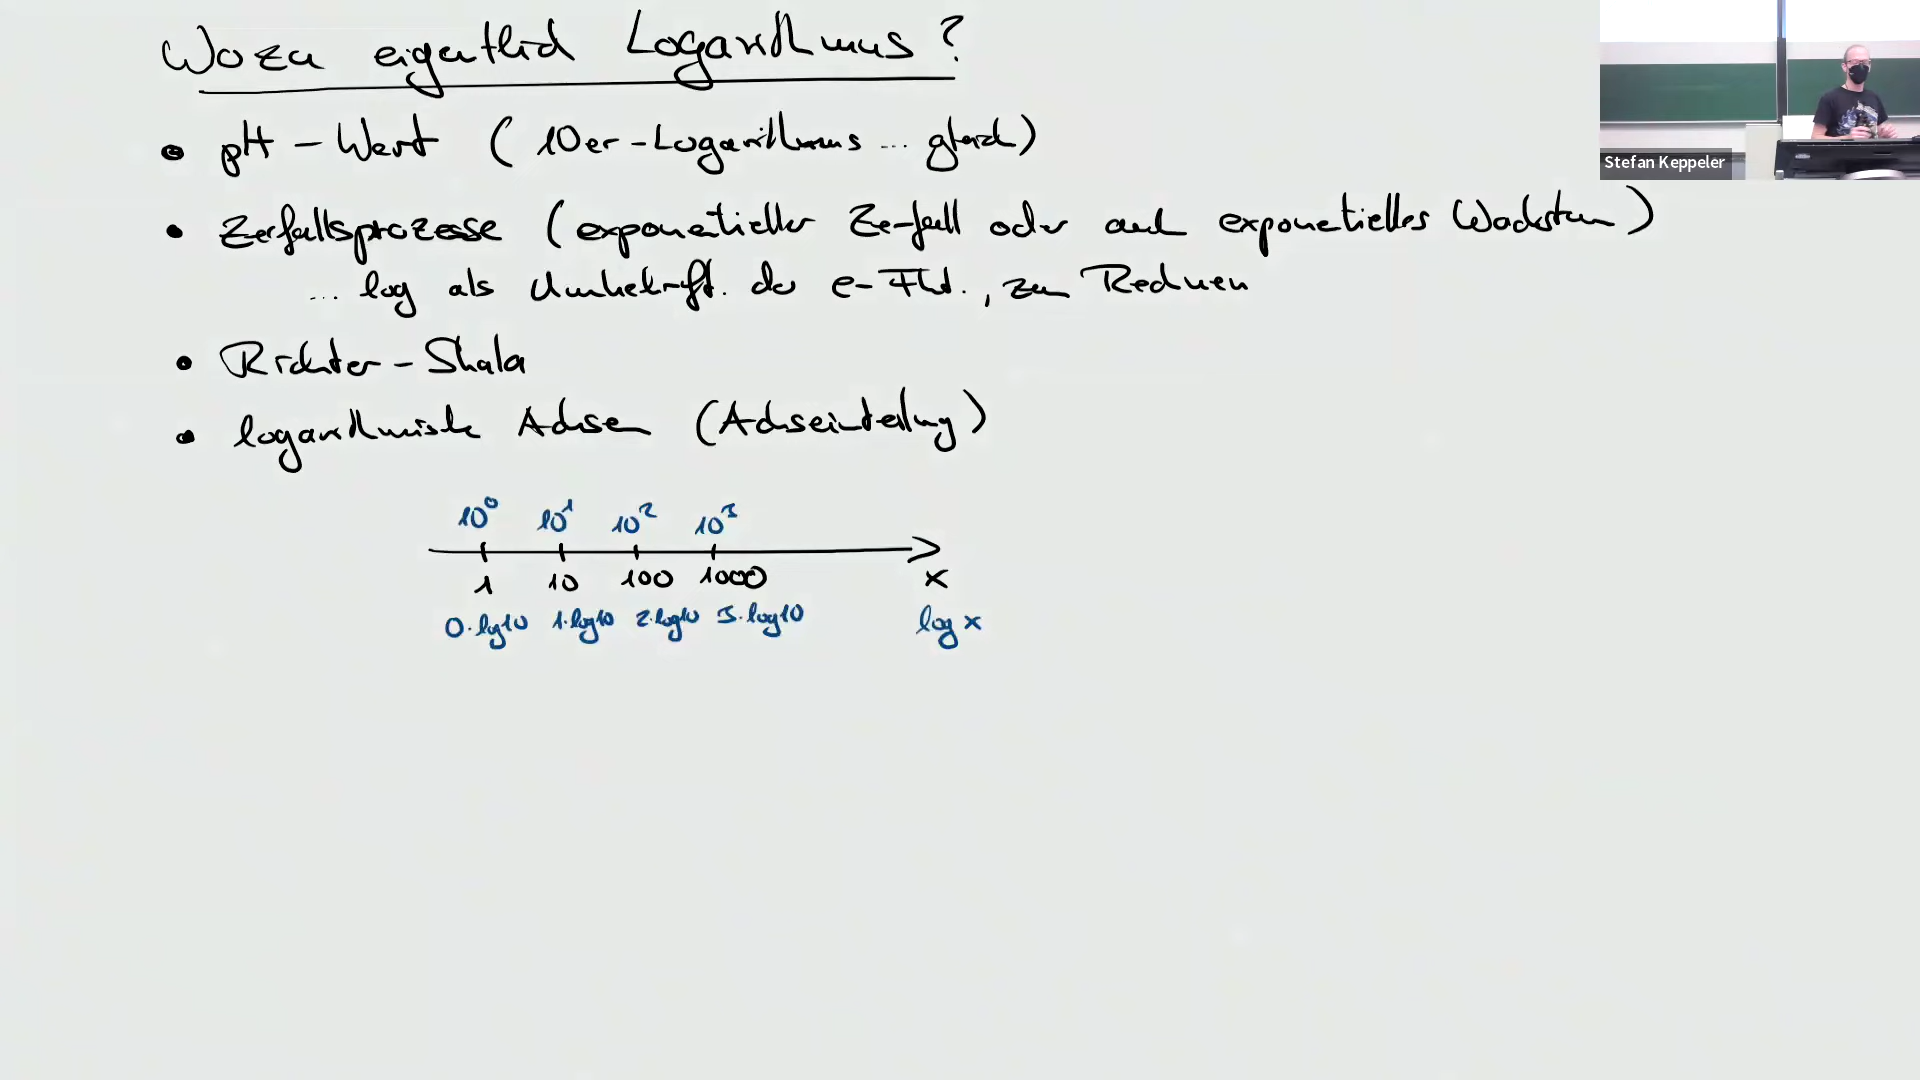 Wozu eigentlich Logarithmus?
• pH-Wert (10er-Logarithmus ... gleich)
Stefan Keppeler
• Zerfallsprozesse (exponentieller Zerfall oder auch exponentielles Wachstum)
... log als Umkehrfkt. der e-Fkt., zum Rechnen
• Richter-Skala
• logarithmische Achsen (Achseinteilung)
10⁰ 10¹ 10² 10³
1 10 100 1000 x
0·log10 1·log10 2·log10 3·log10 log x